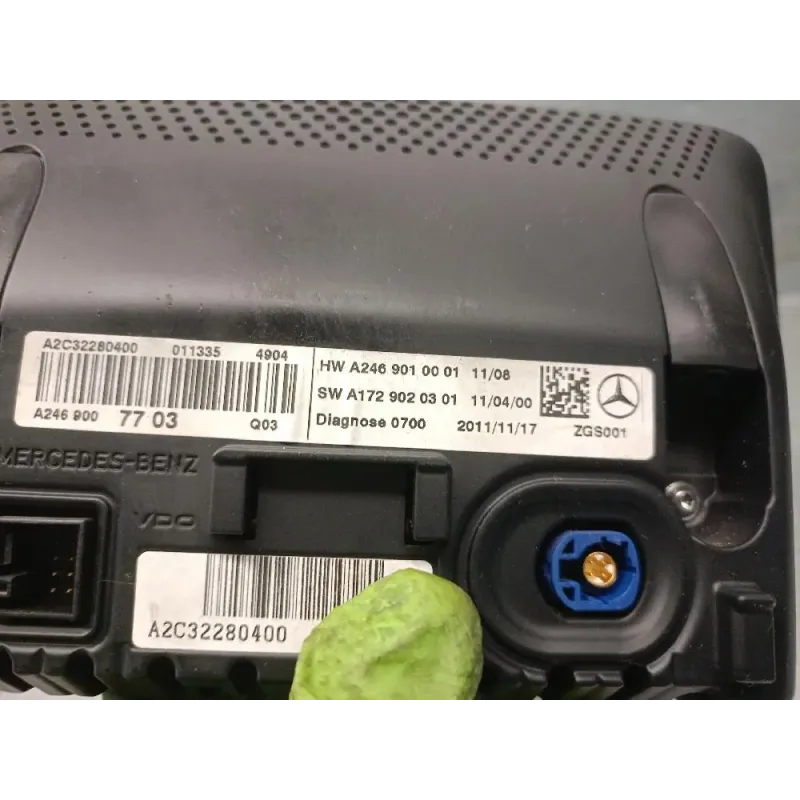 A2C32280400 011335 4904
A246 900 77 03 Q03
HW A246 901 00 01 11/08
SW A172 902 03 01 11/04/00
Diagnose 0700 2011/11/17 ZGS001
MERCEDES-BENZ
VDO
A2C32280400